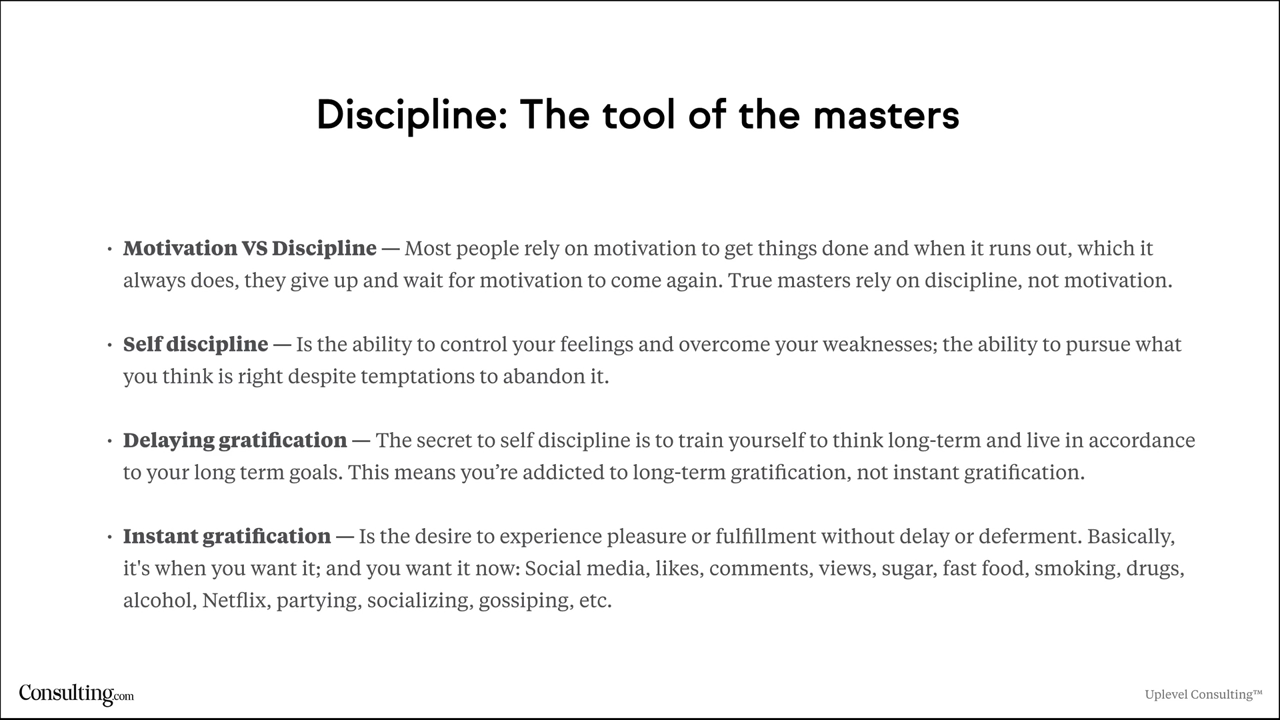 Discipline: The tool of the masters
· Motivation VS Discipline — Most people rely on motivation to get things done and when it runs out, which it
always does, they give up and wait for motivation to come again. True masters rely on discipline, not motivation.
· Self discipline — Is the ability to control your feelings and overcome your weaknesses; the ability to pursue what
you think is right despite temptations to abandon it.
· Delaying gratification — The secret to self discipline is to train yourself to think long-term and live in accordance
to your long term goals. This means you’re addicted to long-term gratification, not instant gratification.
· Instant gratification — Is the desire to experience pleasure or fulfillment without delay or deferment. Basically,
it's when you want it; and you want it now: Social media, likes, comments, views, sugar, fast food, smoking, drugs,
alcohol, Netflix, partying, socializing, gossiping, etc.
Consulting.com
Uplevel Consulting™